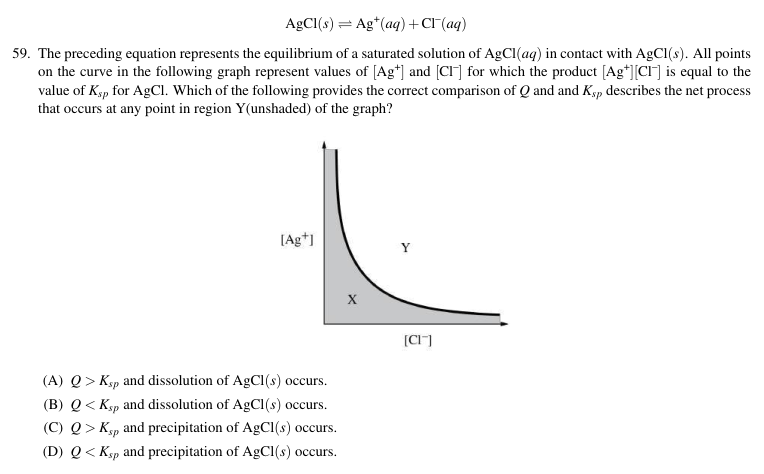 AgCl(s) ⇌ Ag⁺(aq) + Cl⁻(aq)
59. The preceding equation represents the equilibrium of a saturated solution of AgCl(aq) in contact with AgCl(s). All points
on the curve in the following graph represent values of [Ag⁺] and [Cl⁻] for which the product [Ag⁺][Cl⁻] is equal to the
value of Kₛₚ for AgCl. Which of the following provides the correct comparison of Q and and Kₛₚ describes the net process
that occurs at any point in region Y(unshaded) of the graph?
[Ag⁺]
Y
X
[Cl⁻]
(A) Q > Kₛₚ and dissolution of AgCl(s) occurs.
(B) Q < Kₛₚ and dissolution of AgCl(s) occurs.
(C) Q > Kₛₚ and precipitation of AgCl(s) occurs.
(D) Q < Kₛₚ and precipitation of AgCl(s) occurs.